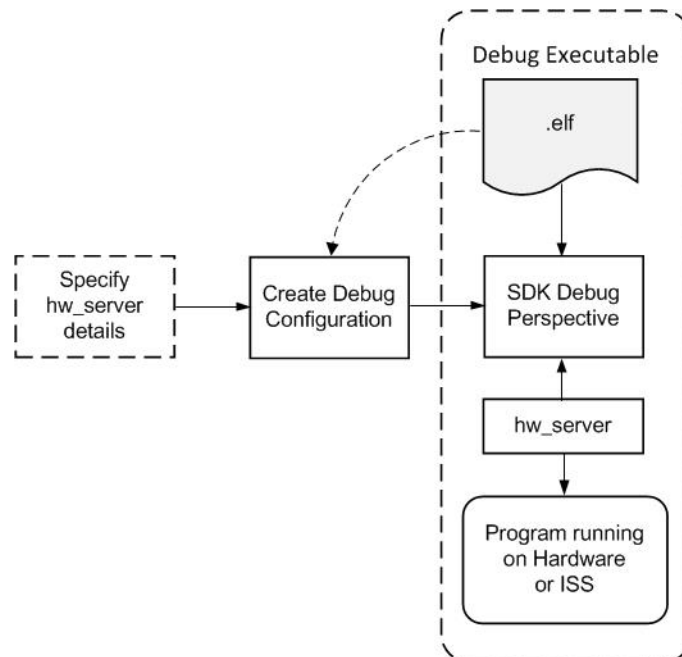 Debug Executable
.elf
Specify
hw_server
details
Create Debug
Configuration
SDK Debug
Perspective
hw_server
Program running
on Hardware
or ISS